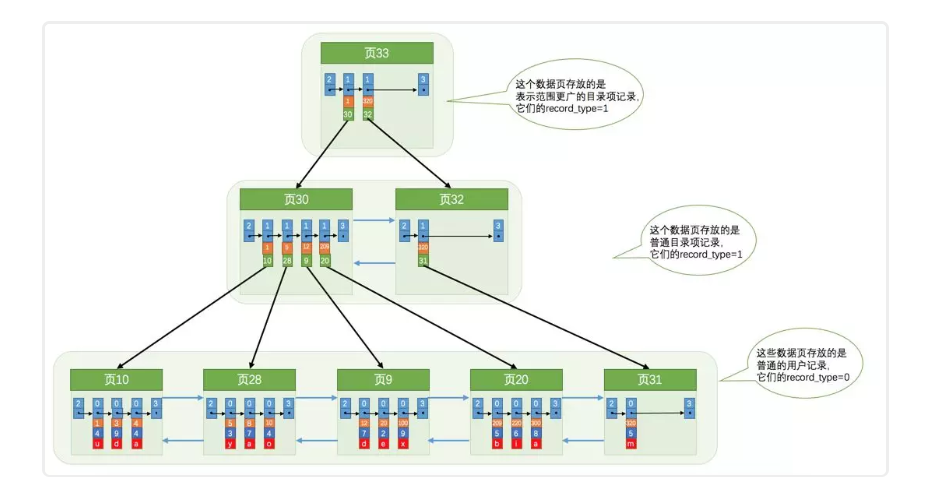 页33
2 1 1 3
1 320
30 32
这个数据页存放的是
表示范围更广的目录项记录,
它们的record_type=1
页30
页32
2 1 1 1 1 3
2 1 3
1 5 12 209
320
10 28 9 20
31
这个数据页存放的是
普通目录项记录,
它们的record_type=1
这些数据页存放的是
普通的用户记录,
它们的record_type=0
页10
页28
页9
页20
页31
2 0 0 0 3
2 0 0 0 3
2 0 0 0 3
2 0 0 0 3
2 0 3
1 3 4
5 8 10
12 20 100
209 220 300
320
4 9 4
3 7 4
7 2 9
5 6 8
5
u d a
y a o
d e x
b i a
m